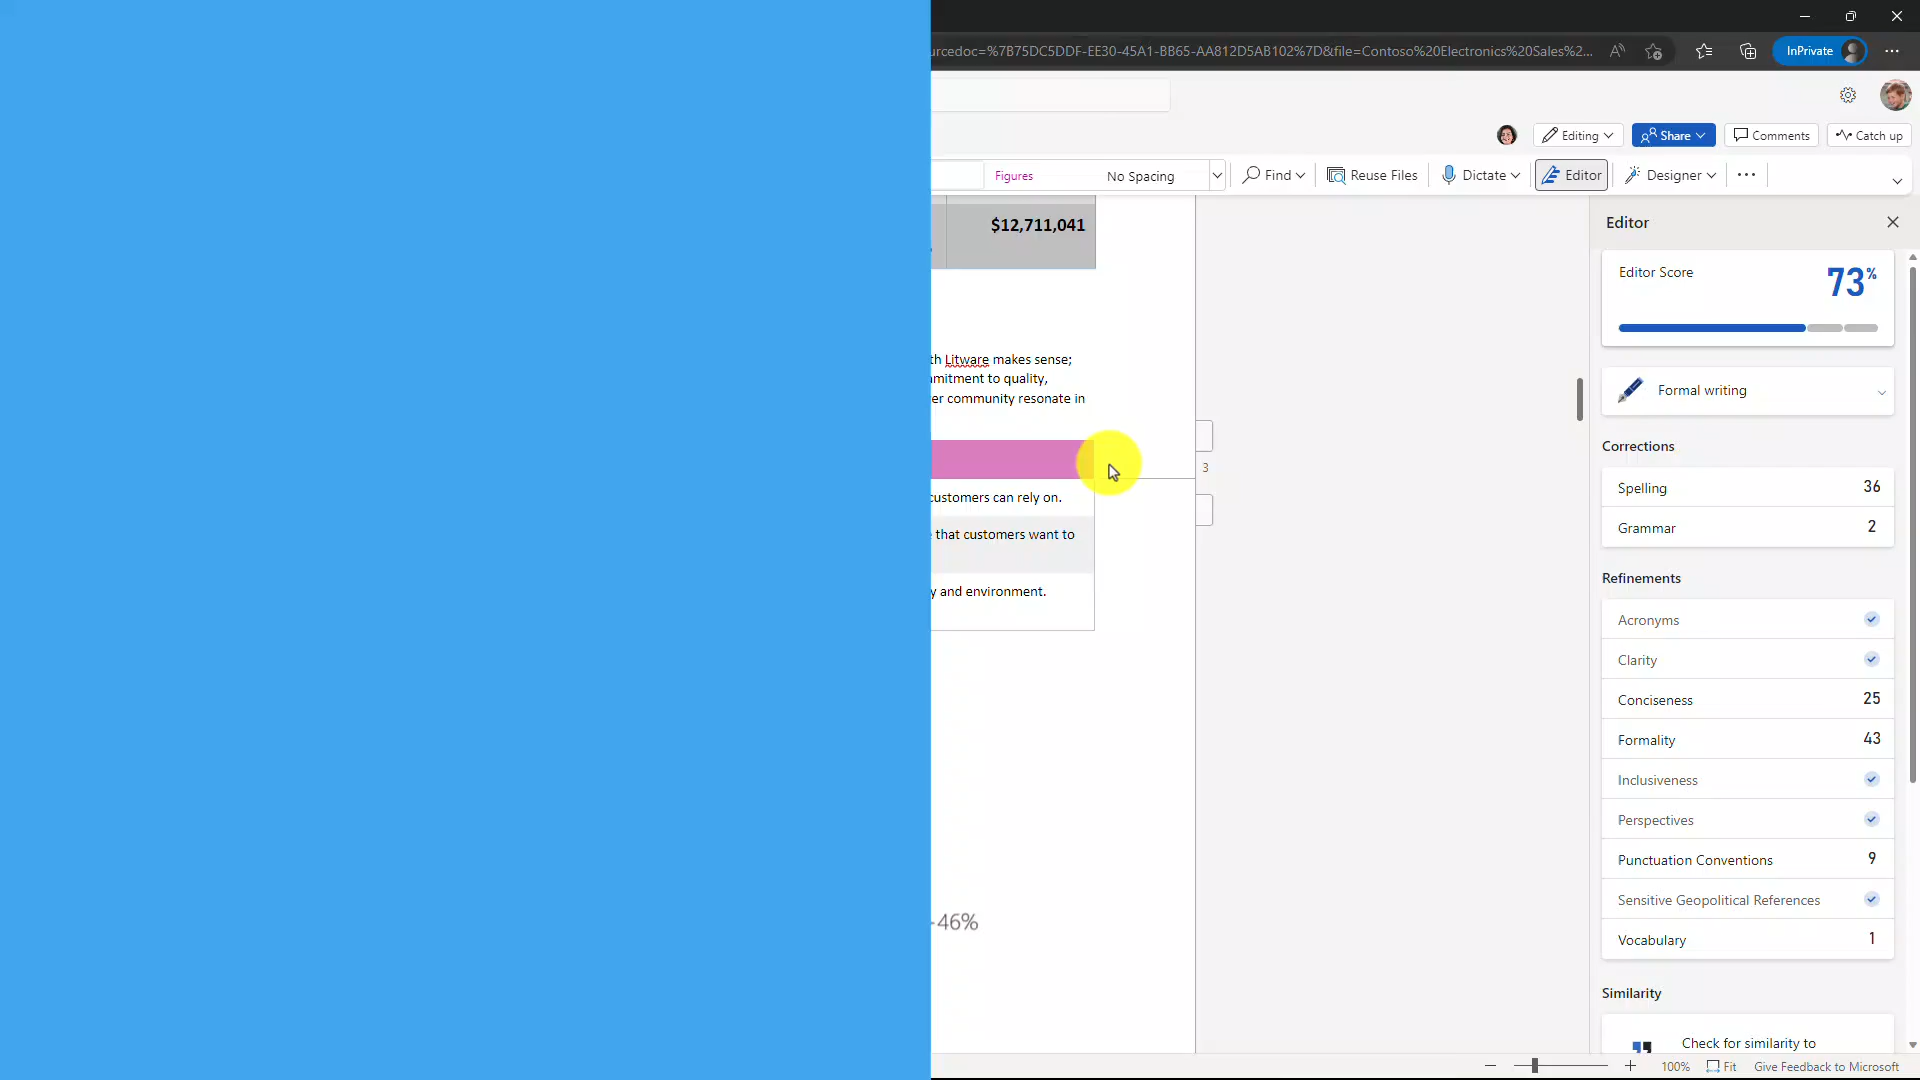 urcedoc=%7B75DC5DDF-EE30-45A1-BB65-AA812D5AB102%7D&file=Contoso%20Electronics%20Sales%2...
InPrivate
Editing
Share
Comments
Catch up
Figures
No Spacing
Find
Reuse Files
Dictate
Editor
Designer
$12,711,041
th Litware makes sense;
mitment to quality,
er community resonate in
customers can rely on.
that customers want to
y and environment.
-46%
3
Editor
Editor Score
73%
Formal writing
Corrections
Spelling 36
Grammar 2
Refinements
Acronyms
Clarity
Conciseness 25
Formality 43
Inclusiveness
Perspectives
Punctuation Conventions 9
Sensitive Geopolitical References
Vocabulary 1
Similarity
Check for similarity to
100%
Fit
Give Feedback to Microsoft